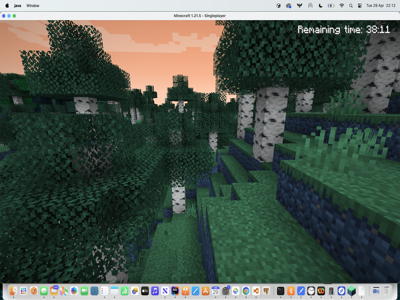 Java Window
Tue 29 Apr 22:13
Minecraft 1.21.5 - Singleplayer
Remaining time: 38:11